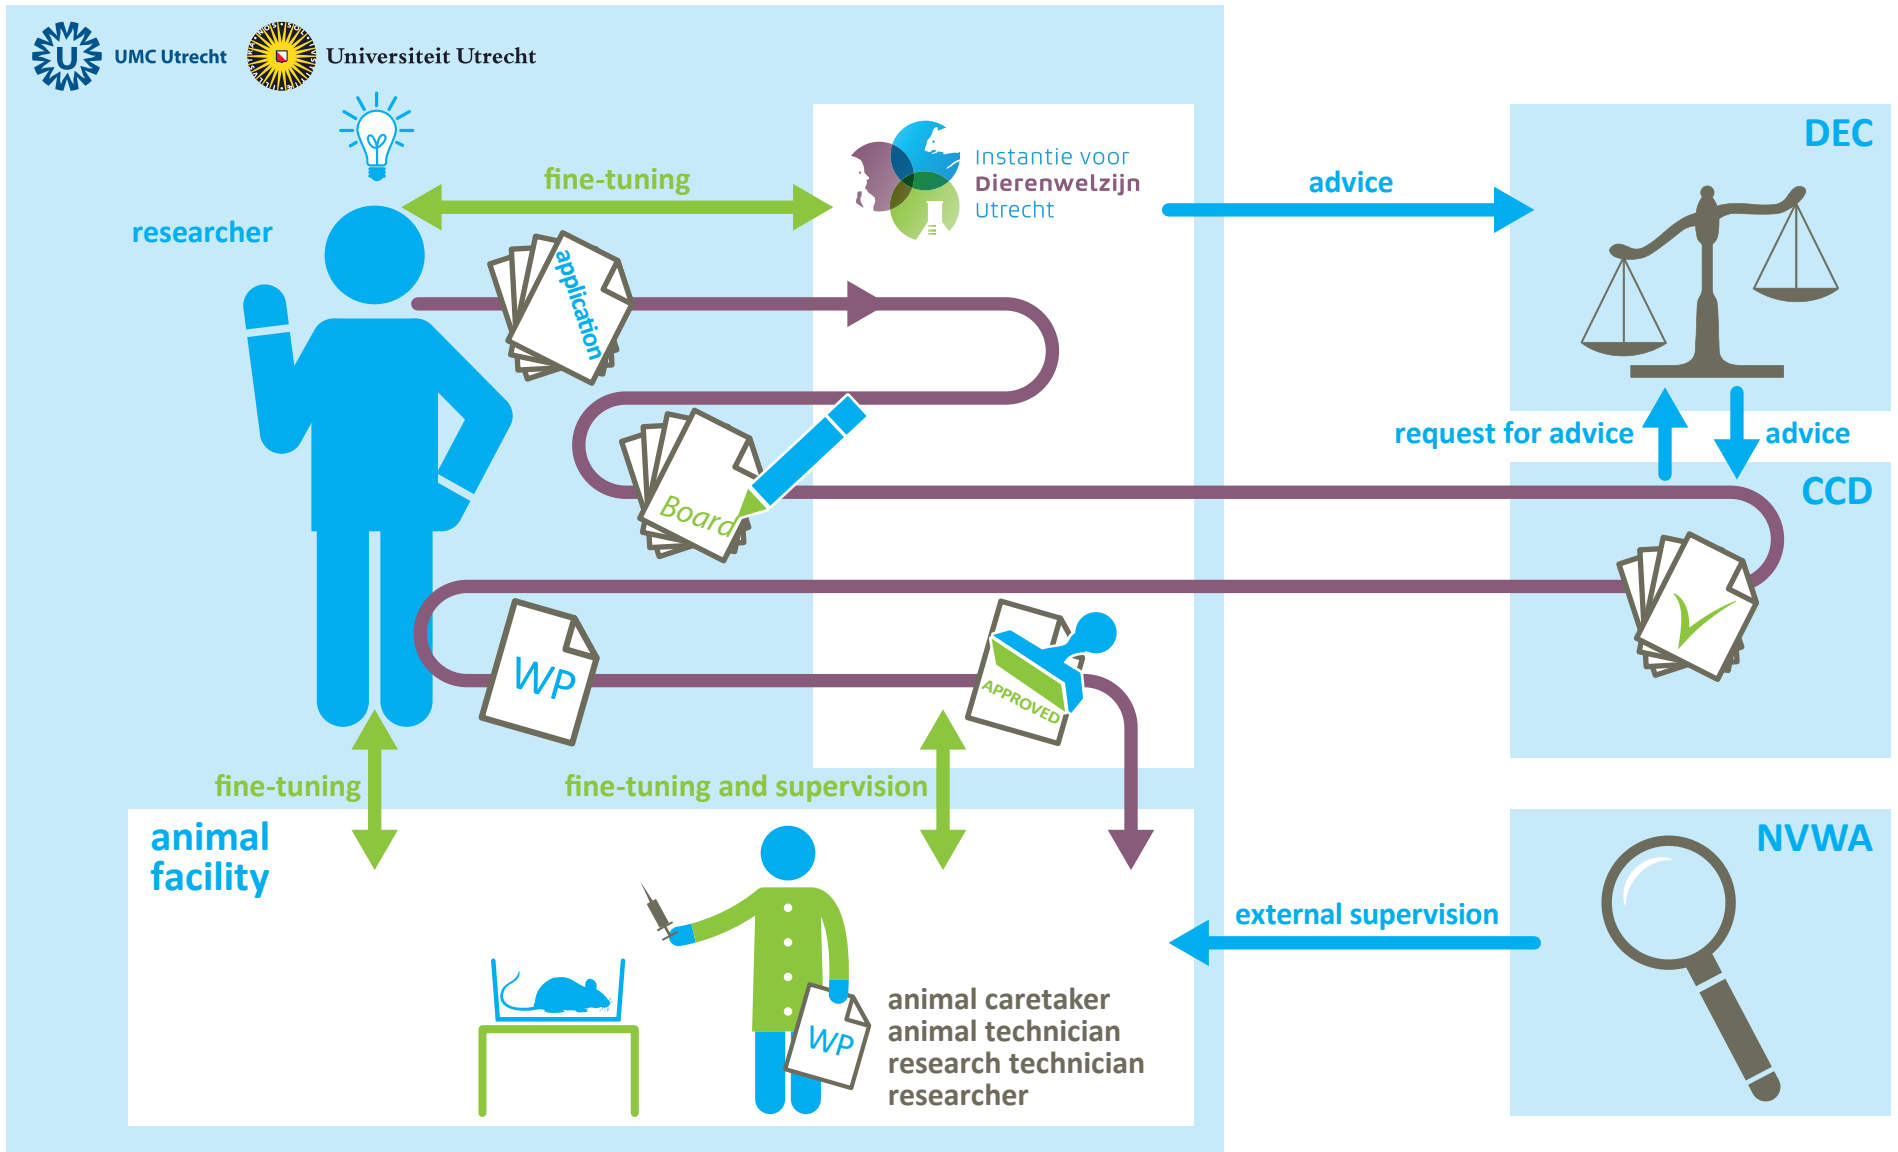 UMC Utrecht
Universiteit Utrecht
researcher
fine-tuning
Instantie voor
Dierenwelzijn
Utrecht
advice
DEC
application
request for advice
advice
CCD
Board
WP
APPROVED
fine-tuning
fine-tuning and supervision
animal
facility
NVWA
external supervision
WP
animal caretaker
animal technician
research technician
researcher